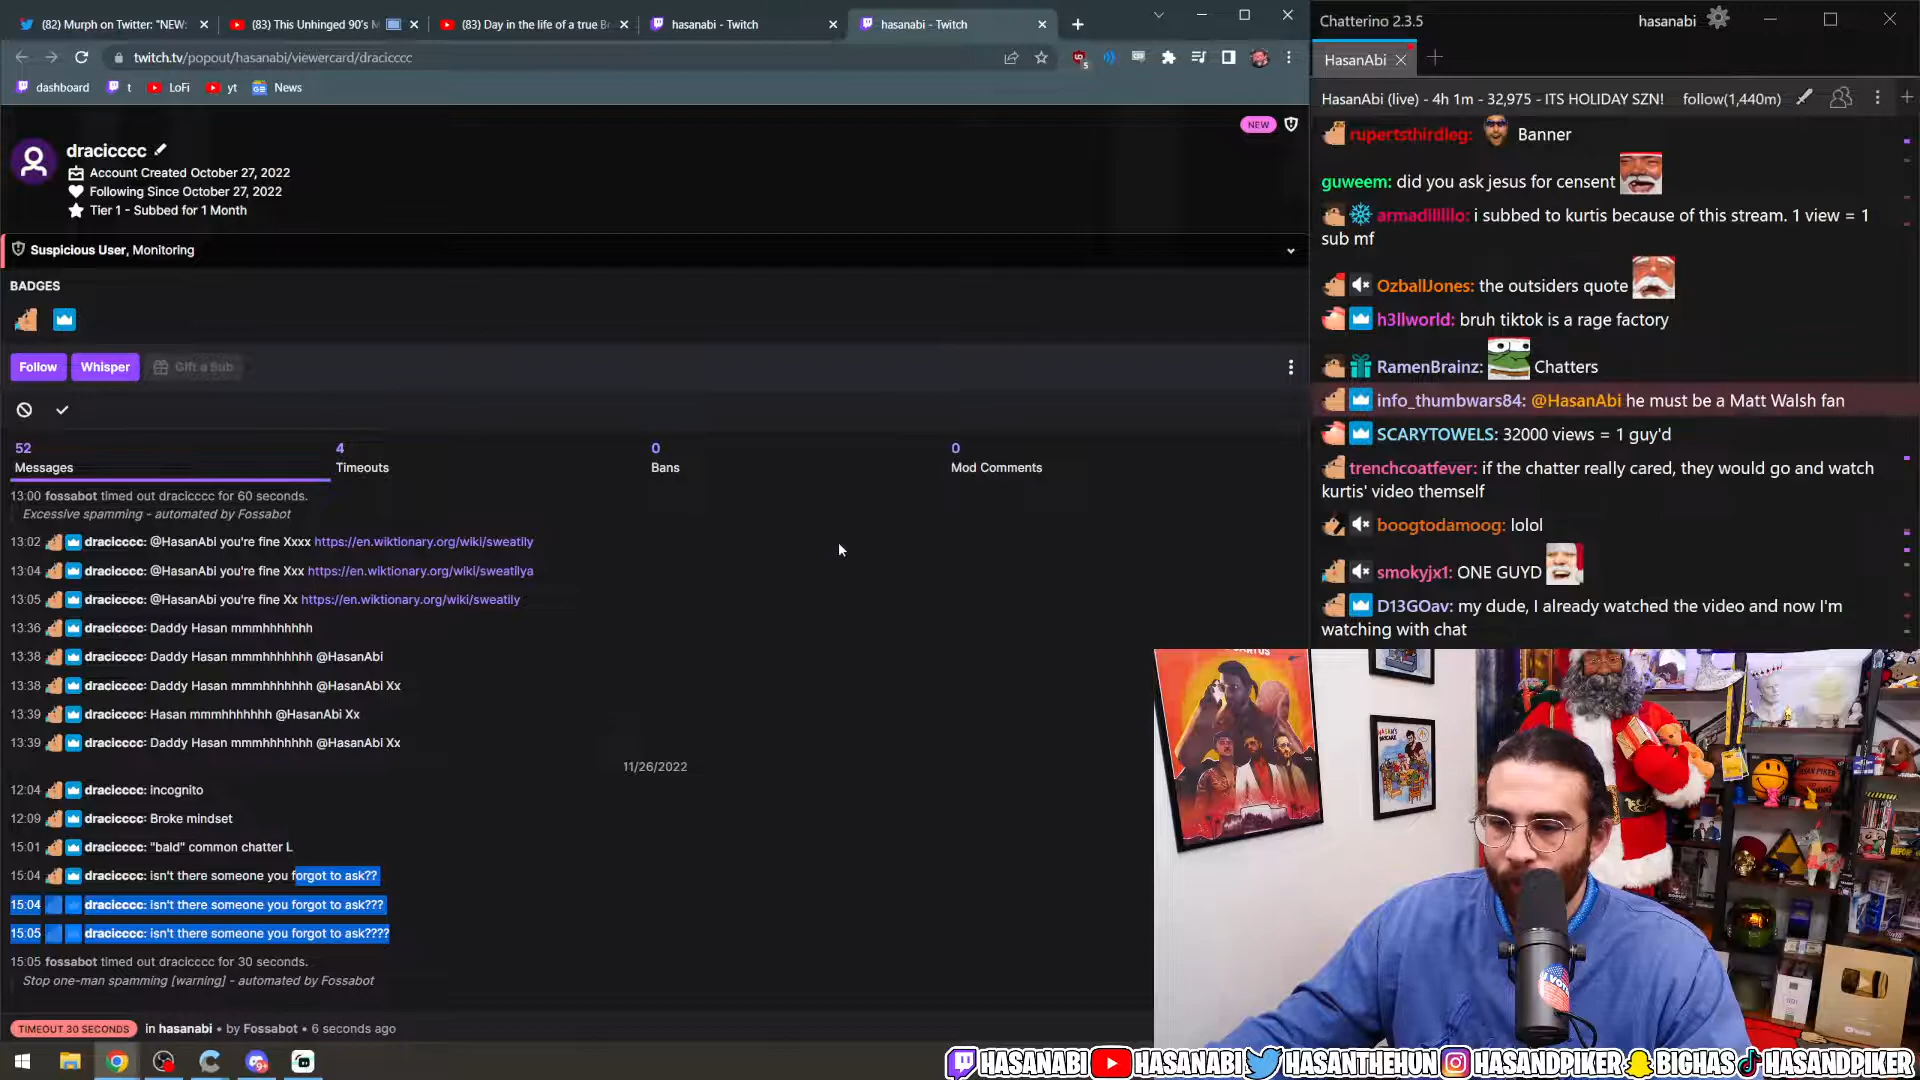 (82) Murph on Twitter: "NEW:
(83) This Unhinged 90's M
(83) Day in the life of a true B
hasanabi - Twitch
hasanabi - Twitch
twitch.tv/popout/hasanabi/viewercard/dracicccc
dashboard
t
LoFi
yt
News
NEW
dracicccc
Account Created October 27, 2022
Following Since October 27, 2022
Tier 1 - Subbed for 1 Month
Suspicious User, Monitoring
BADGES
Follow
Whisper
Gift a Sub
52
Messages
4
Timeouts
0
Bans
0
Mod Comments
13:00 fossabot timed out dracicccc for 60 seconds.
Excessive spamming - automated by Fossabot
13:02 dracicccc: @HasanAbi you're fine Xxxx https://en.wiktionary.org/wiki/sweatily
13:04 dracicccc: @HasanAbi you're fine Xxx https://en.wiktionary.org/wiki/sweatilya
13:05 dracicccc: @HasanAbi you're fine Xx https://en.wiktionary.org/wiki/sweatily
13:36 dracicccc: Daddy Hasan mmmhhhhhhh
13:38 dracicccc: Daddy Hasan mmmhhhhhhh @HasanAbi
13:38 dracicccc: Daddy Hasan mmmhhhhhhh @HasanAbi Xx
13:39 dracicccc: Hasan mmmhhhhhhh @HasanAbi Xx
13:39 dracicccc: Daddy Hasan mmmhhhhhhh @HasanAbi Xx
11/26/2022
12:04 dracicccc: incognito
12:09 dracicccc: Broke mindset
15:01 dracicccc: "bald" common chatter L
15:04 dracicccc: isn't there someone you forgot to ask??
15:04 dracicccc: isn't there someone you forgot to ask???
15:05 dracicccc: isn't there someone you forgot to ask????
15:05 fossabot timed out dracicccc for 30 seconds.
Stop one-man spamming [warning] - automated by Fossabot
TIMEOUT 30 SECONDS in hasanabi • by Fossabot • 6 seconds ago
Chatterino 2.3.5
hasanabi
HasanAbi
HasanAbi (live) - 4h 1m - 32,975 - ITS HOLIDAY SZN!
follow(1,440m)
rupertsthirdleg: Banner
guweem: did you ask jesus for censent
armadillllllo: i subbed to kurtis because of this stream. 1 view = 1
sub mf
OzballJones: the outsiders quote
h3llworld: bruh tiktok is a rage factory
RamenBrainz: Chatters
info_thumbwars84: @HasanAbi he must be a Matt Walsh fan
SCARYTOWELS: 32000 views = 1 guy'd
trenchcoatfever: if the chatter really cared, they would go and watch
kurtis' video themself
boogtodamoog: lolol
smokyjx1: ONE GUYD
D13GOav: my dude, I already watched the video and now I'm
watching with chat
HASANABI
HASANABI
HASANTHEHUN
HASANDPIKER
BIGHAS
HASANDPIKER